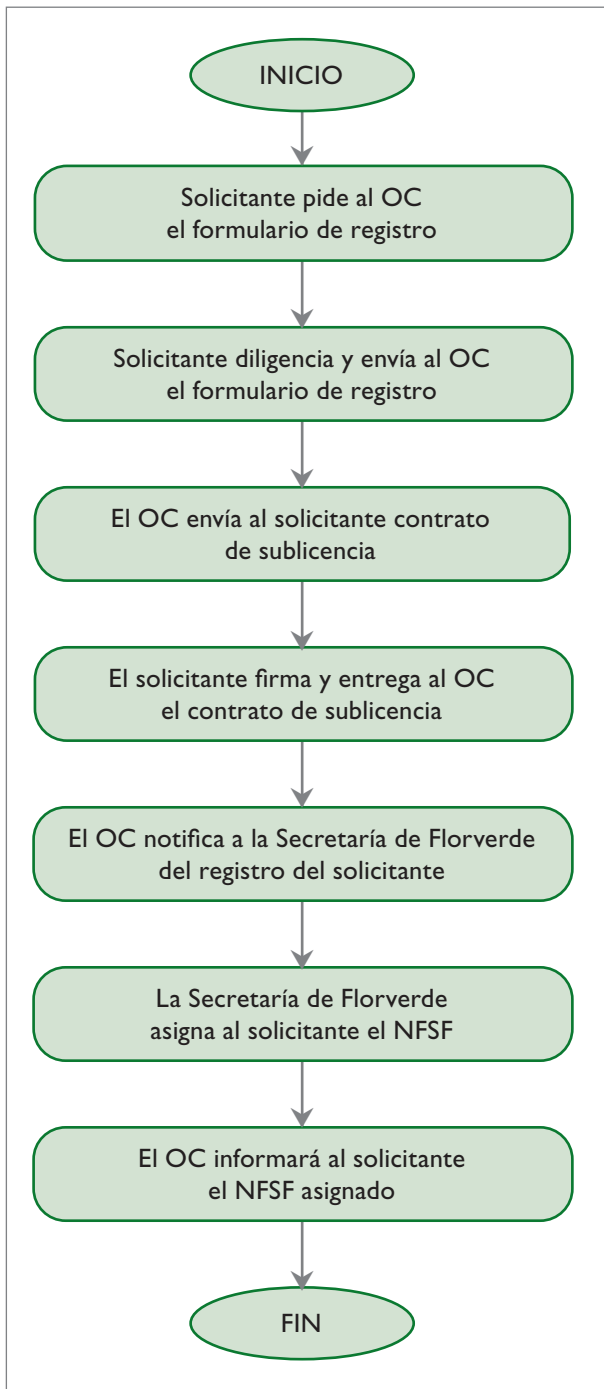 INICIO
Solicitante pide al OC
el formulario de registro
Solicitante diligencia y envía al OC
el formulario de registro
El OC envía al solicitante contrato
de sublicencia
El solicitante firma y entrega al OC
el contrato de sublicencia
El OC notifica a la Secretaría de Florverde
del registro del solicitante
La Secretaría de Florverde
asigna al solicitante el NFSF
El OC informará al solicitante
el NFSF asignado
FIN